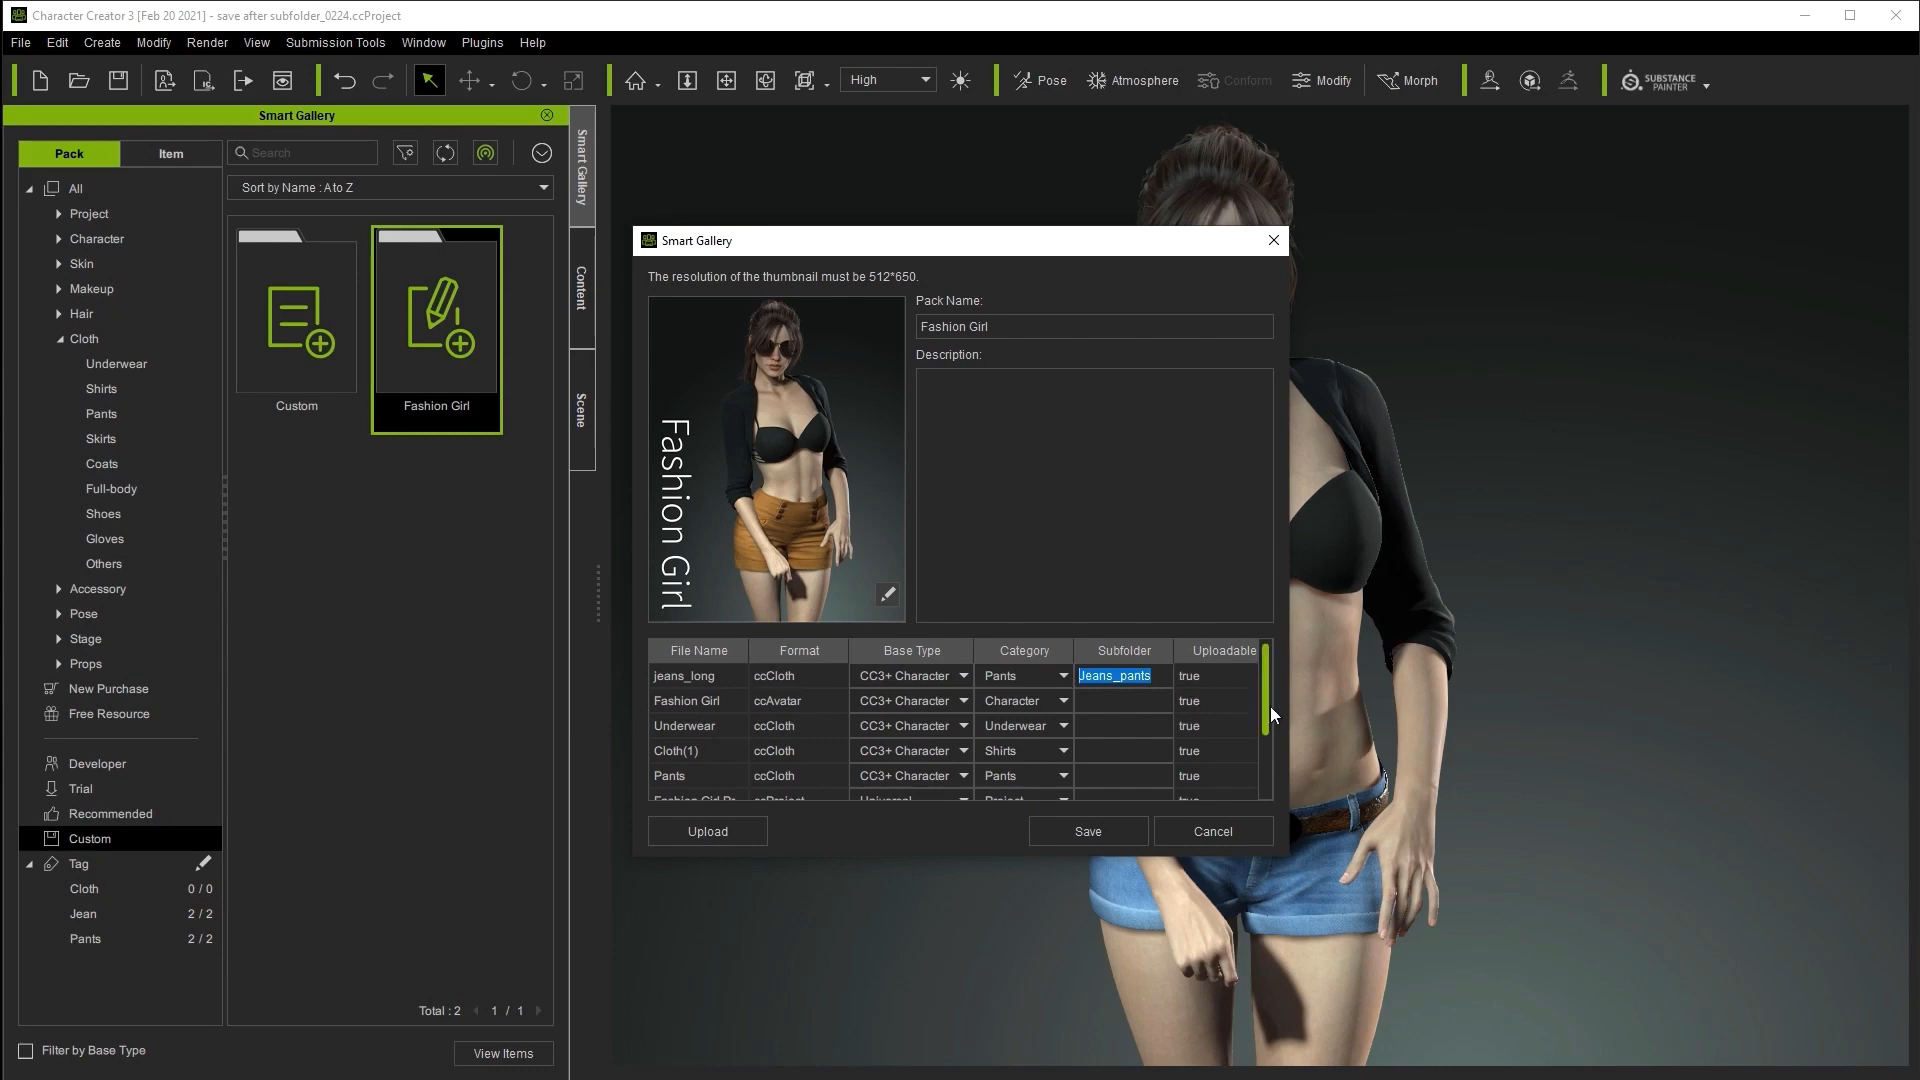 Character Creator 3 [Feb 20 2021] - save after subfolder_0224.ccProject
File Edit Create Modify Render View Submission Tools Window Plugins Help
High Pose Atmosphere Conform Modify Morph SUBSTANCE PAINTER
Smart Gallery
Pack Item Search
Sort by Name : A to Z
All
Project
Character
Skin
Makeup
Hair
Cloth
Underwear
Shirts
Pants
Skirts
Coats
Full-body
Shoes
Gloves
Others
Accessory
Pose
Stage
Props
New Purchase
Free Resource
Developer
Trial
Recommended
Custom
Tag
Cloth 0 / 0
Jean 2 / 2
Pants 2 / 2
Filter by Base Type
Custom
Fashion Girl
Total : 2 1 / 1
View Items
Smart Gallery
Content
Scene
Smart Gallery
The resolution of the thumbnail must be 512*650.
Fashion Girl
Pack Name:
Fashion Girl
Description:
File Name Format Base Type Category Subfolder Uploadable
jeans_long ccCloth CC3+ Character Pants Jeans_pants true
Fashion Girl ccAvatar CC3+ Character Character true
Underwear ccCloth CC3+ Character Underwear true
Cloth(1) ccCloth CC3+ Character Shirts true
Pants ccCloth CC3+ Character Pants true
Fashion Girl Pr ccProject Universal Project true
Upload Save Cancel